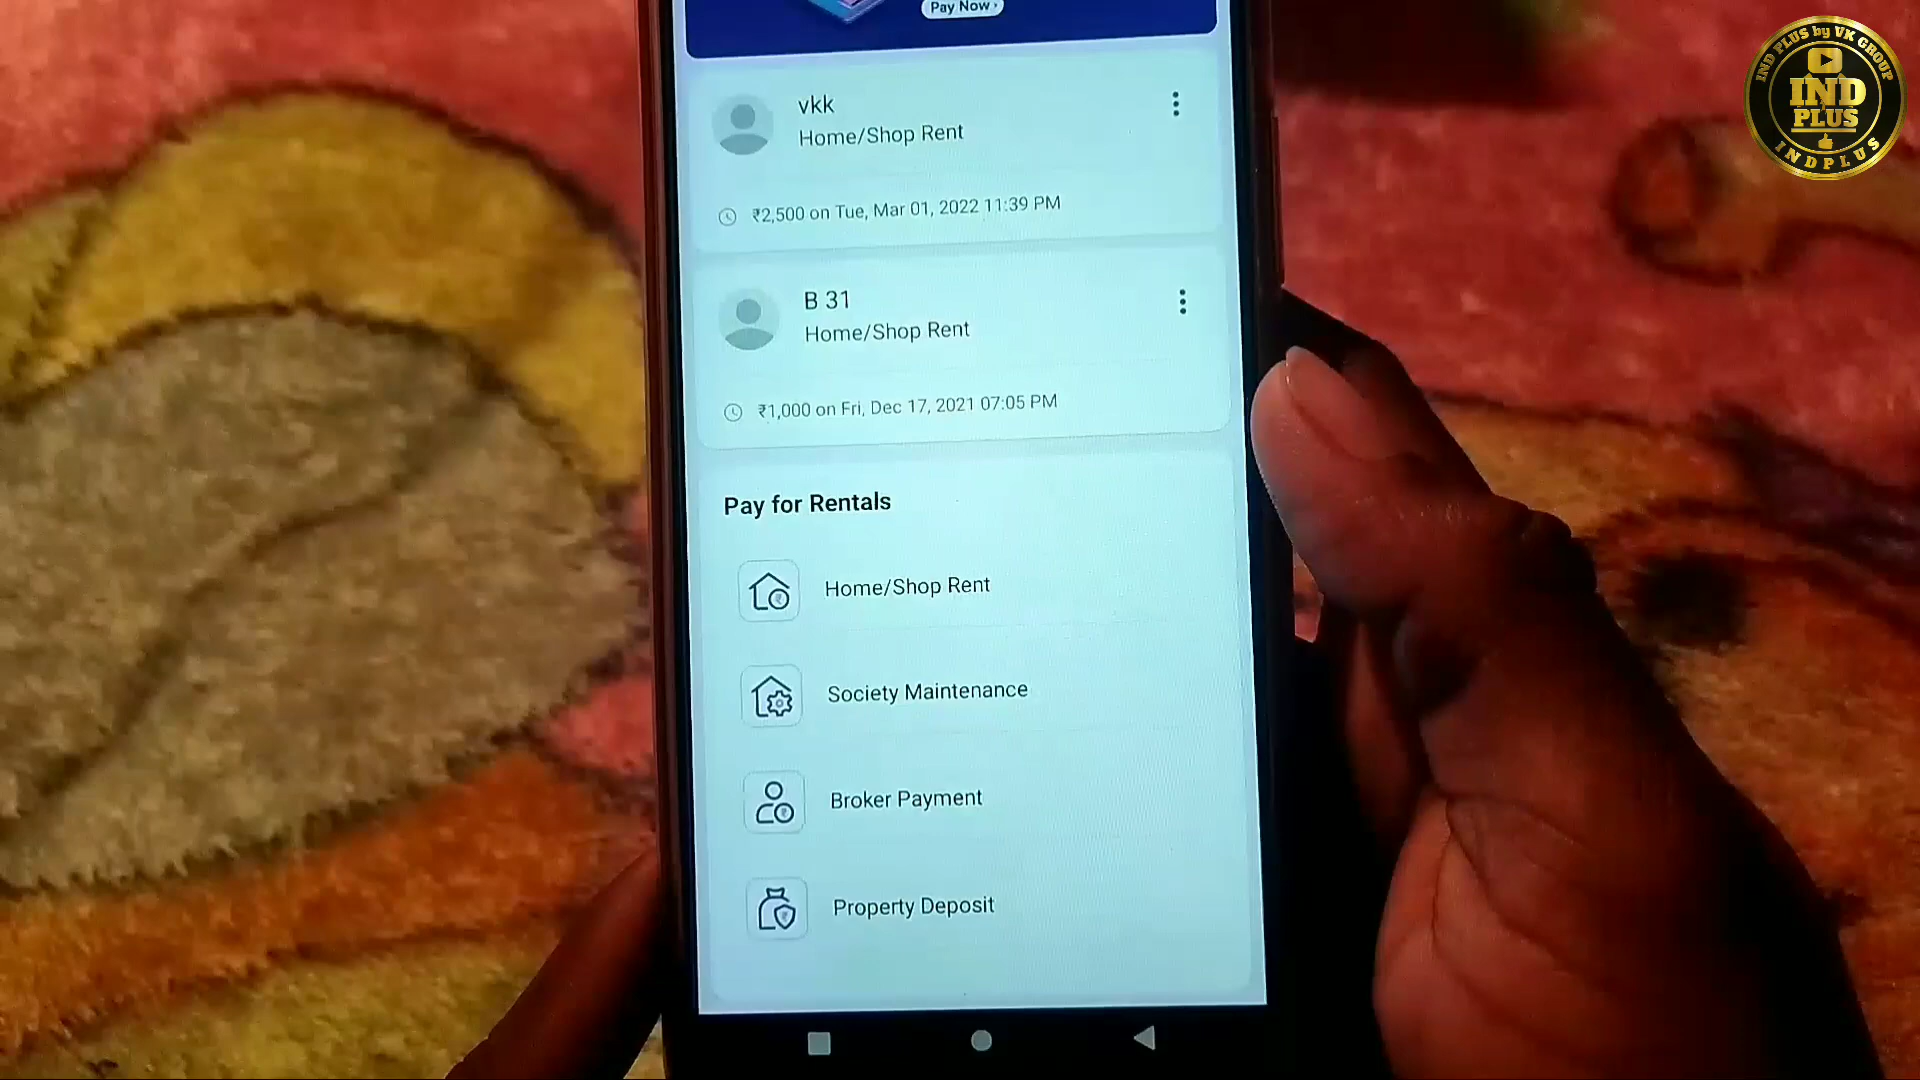 Pay Now ›
vkk
Home/Shop Rent
₹2,500 on Tue, Mar 01, 2022 11:39 PM
B 31
Home/Shop Rent
₹1,000 on Fri, Dec 17, 2021 07:05 PM
Pay for Rentals
Home/Shop Rent
Society Maintenance
Broker Payment
Property Deposit
IND PLUS by VK GROUP
IND
PLUS
INDPLUS